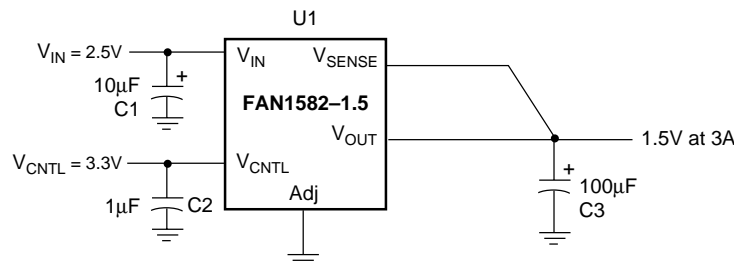 U1
V_IN = 2.5V
V_IN
V_SENSE
10µF
+
C1
FAN1582–1.5
V_OUT
1.5V at 3A
V_CNTL = 3.3V
V_CNTL
+
100µF
C3
1µF
C2
Adj